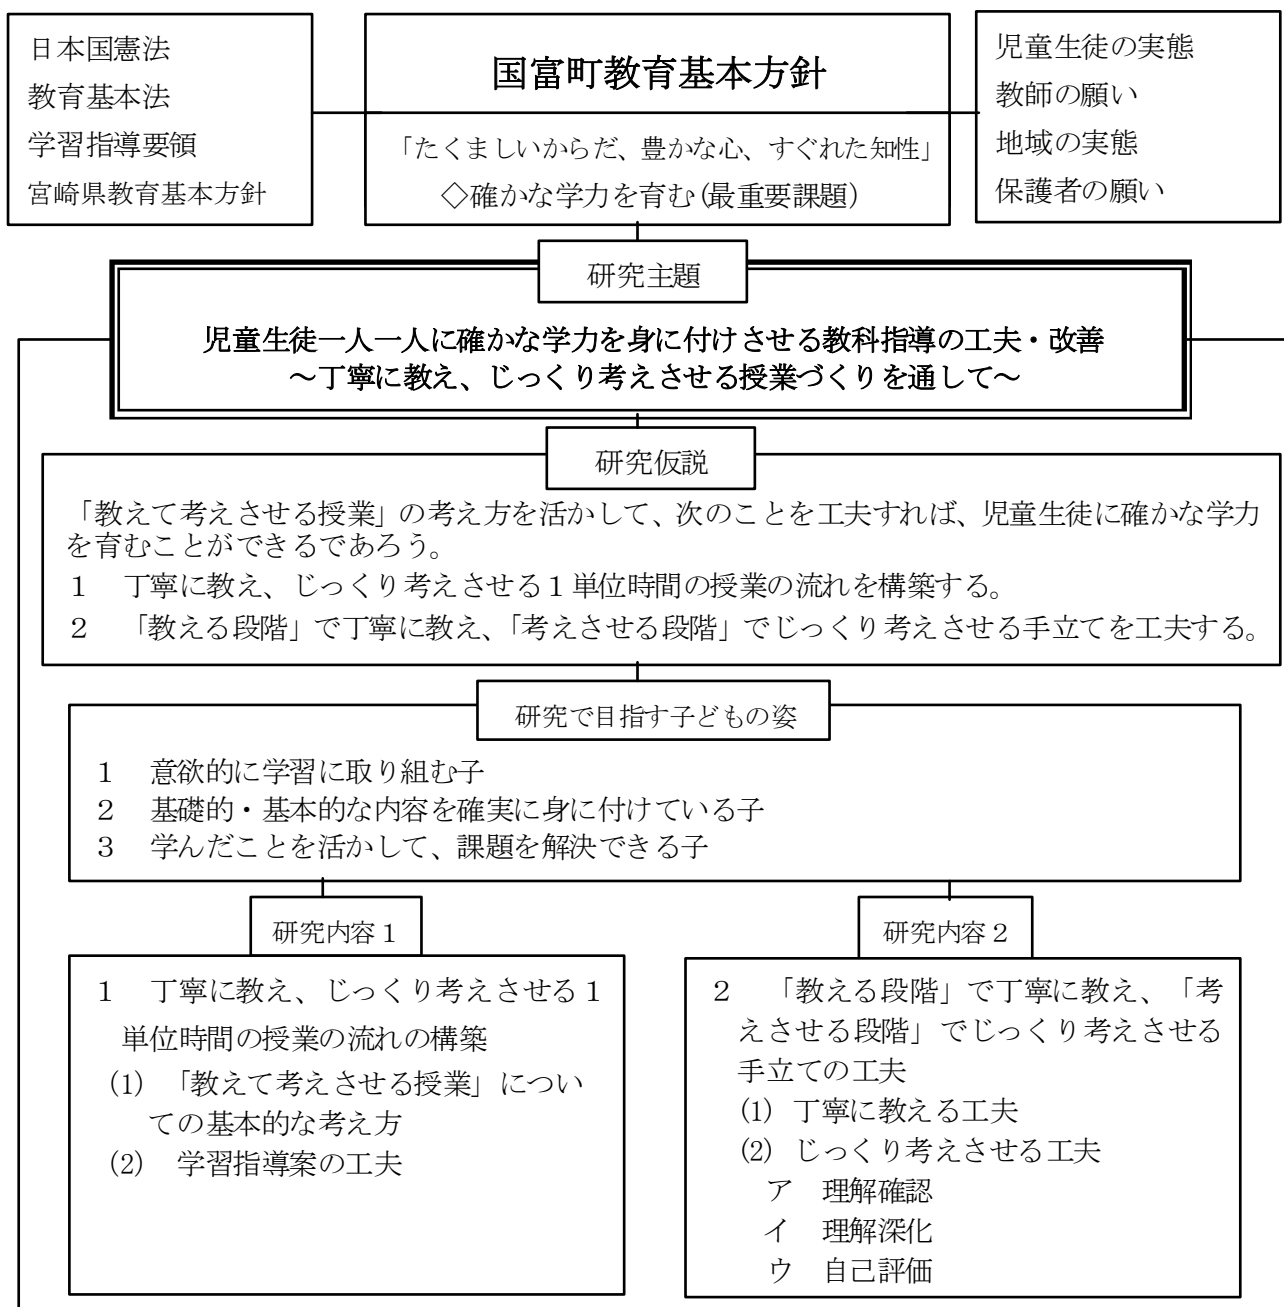 日本国憲法
教育基本法
学習指導要領
宮崎県教育基本方針
国富町教育基本方針
「たくましいからだ、豊かな心、すぐれた知性」
◇確かな学力を育む(最重要課題)
児童生徒の実態
教師の願い
地域の実態
保護者の願い
研究主題
児童生徒一人一人に確かな学力を身に付けさせる教科指導の工夫・改善
～丁寧に教え、じっくり考えさせる授業づくりを通して～
研究仮説
「教えて考えさせる授業」の考え方を活かして、次のことを工夫すれば、児童生徒に確かな学力
を育むことができるであろう。
１　丁寧に教え、じっくり考えさせる１単位時間の授業の流れを構築する。
２　「教える段階」で丁寧に教え、「考えさせる段階」でじっくり考えさせる手立てを工夫する。
研究で目指す子どもの姿
１　意欲的に学習に取り組む子
２　基礎的・基本的な内容を確実に身に付けている子
３　学んだことを活かして、課題を解決できる子
研究内容１
１　丁寧に教え、じっくり考えさせる１
単位時間の授業の流れの構築
(1) 「教えて考えさせる授業」につい
ての基本的な考え方
(2)　学習指導案の工夫
研究内容２
２　「教える段階」で丁寧に教え、「考
えさせる段階」でじっくり考えさせる
手立ての工夫
(1) 丁寧に教える工夫
(2) じっくり考えさせる工夫
ア　理解確認
イ　理解深化
ウ　自己評価